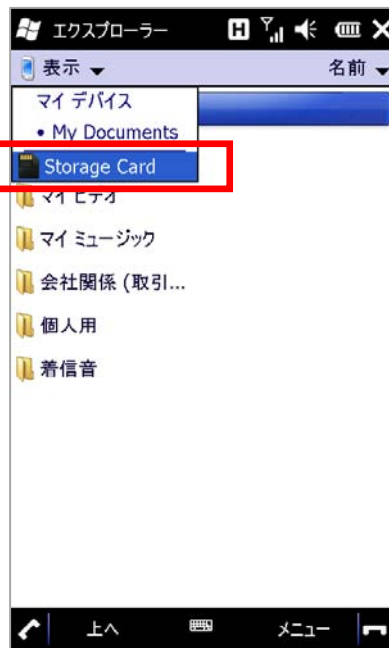 エクスプローラー
H
表示
名前
マイ デバイス
• My Documents
Storage Card
マイ ビデオ
マイ ミュージック
会社関係 (取引...
個人用
着信音
上へ
メニュー